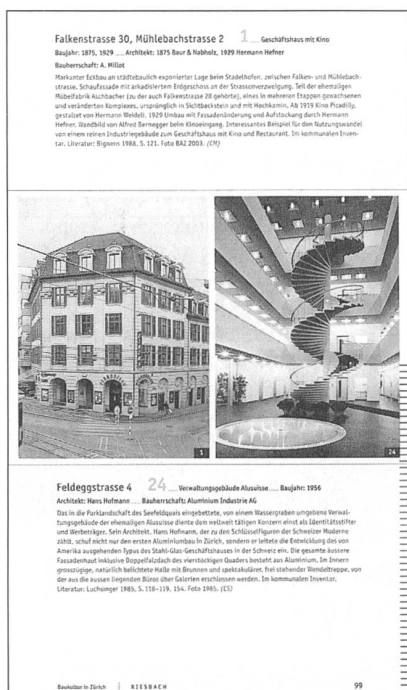 Falkenstrasse 30, Mühlebachstrasse 2 1 Geschäftshaus mit Kino
Baujahr: 1875, 1929 ___ Architekt: 1875 Baur & Nabholz, 1929 Hermann Hefner
Bauherrschaft: A. Millot
Markanter Eckbau an städtebaulich exponierter Lage beim Stadelhofen, zwischen Falken- und Mühlebach-
strasse. Schaufassade mit arkadisiertem Erdgeschoss an der Strassenverzweigung. Teil der ehemaligen
Möbelfabrik Aschbacher (zu der auch Falkenstrasse 28 gehörte), eines in mehreren Etappen gewachsenen
und veränderten Komplexes, ursprünglich in Sichtbackstein und mit Hochkamin. Ab 1919 Kino Picadilly,
gestaltet von Hermann Weideli. 1929 Umbau mit Fassadenänderung und Aufstockung durch Hermann
Hefner. Wandbild von Alfred Bernegger beim Kinoeingang. Interessantes Beispiel für den Nutzungswandel
von einem reinen Industriegebäude zum Geschäftshaus mit Kino und Restaurant. Im kommunalen Inven-
tar. Literatur: Bignens 1988, S. 121. Foto BAZ 2003. (CM)
1
24
Feldeggstrasse 4 24 ___ Verwaltungsgebäude Alusuisse ___ Baujahr: 1956
Architekt: Hans Hofmann ___ Bauherrschaft: Aluminium Industrie AG
Das in die Parklandschaft des Seefeldquais eingebettete, von einem Wassergraben umgebene Verwal-
tungsgebäude der ehemaligen Alusuisse diente dem weltweit tätigen Konzern einst als Identitätsstifter
und Werbeträger. Sein Architekt, Hans Hofmann, der zu den Schlüsselfiguren der Schweizer Moderne
zählt, schuf nicht nur den ersten Aluminiumbau in Zürich, sondern er leitete die Entwicklung des von
Amerika ausgehenden Typus des Stahl-Glas-Geschäftshauses in der Schweiz ein. Die gesamte äussere
Fassadenhaut inklusive Doppelfalzdach des vierstöckigen Quaders besteht aus Aluminium. Im Innern
grosszügige, natürlich belichtete Halle mit Brunnen und spektakulärer, frei stehender Wendeltreppe, von
der aus die aussen liegenden Büros über Galerien erschlossen werden. Im kommunalen Inventar.
Literatur: Luchsinger 1985, S. 118–119, 154. Foto 1985. (CS)
Baukultur in Zürich | RIESBACH 99